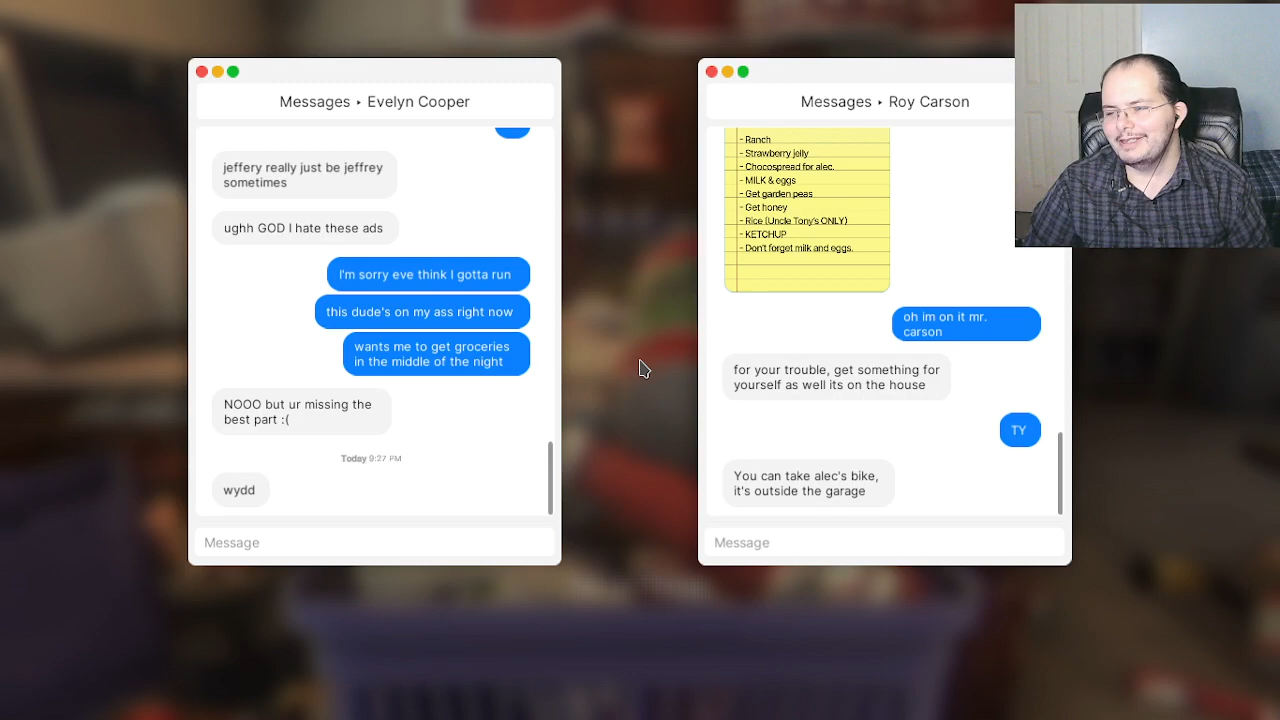 Messages ▸ Evelyn Cooper
jeffery really just be jeffrey
sometimes
ughh GOD I hate these ads
I'm sorry eve think I gotta run
this dude's on my ass right now
wants me to get groceries
in the middle of the night
NOOO but ur missing the
best part :(
Today 9:27 PM
wydd
Message
Messages ▸ Roy Carson
- Ranch
- Strawberry jelly
- Chocospread for alec.
- MILK & eggs
- Get garden peas
- Get honey
- Rice (Uncle Tony's ONLY)
- KETCHUP
- Don't forget milk and eggs.
oh im on it mr.
carson
for your trouble, get something for
yourself as well its on the house
TY
You can take alec's bike,
it's outside the garage
Message